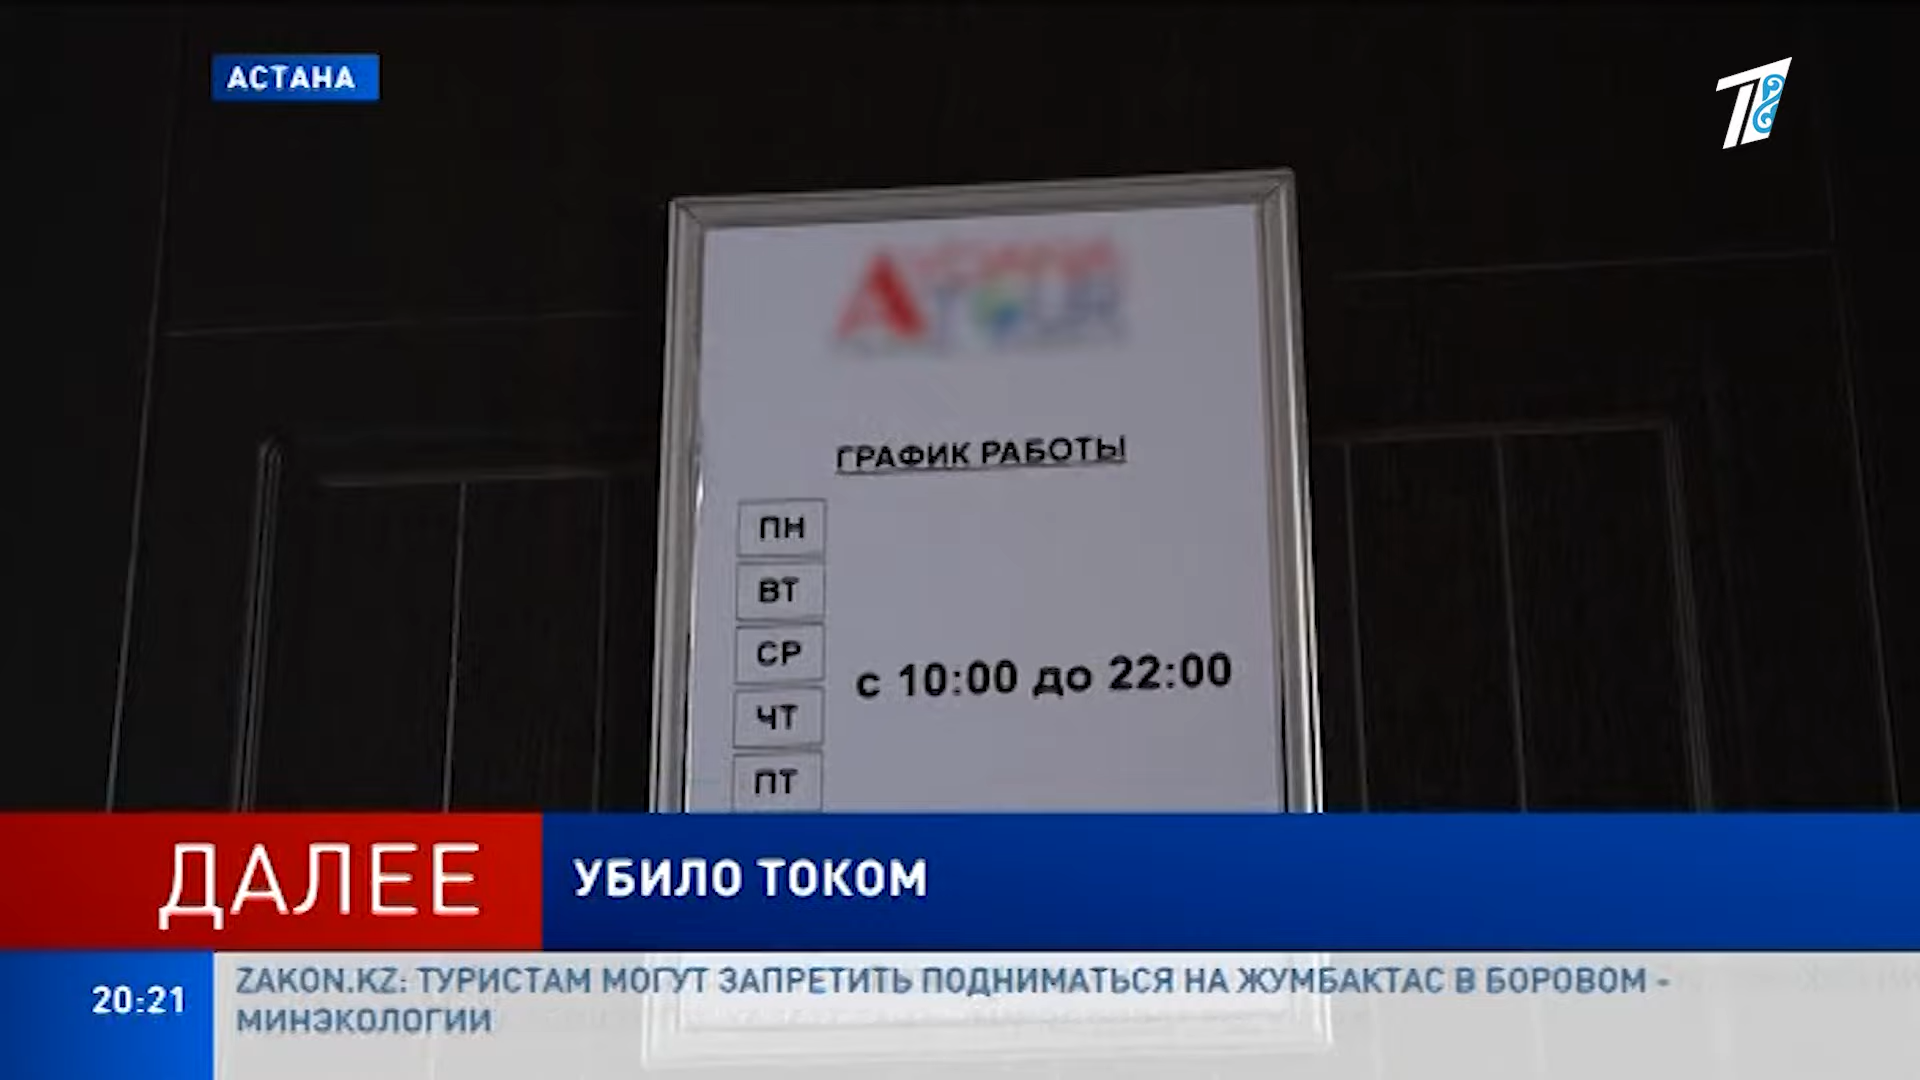 АСТАНА
ГРАФИК РАБОТЫ
ПН
ВТ
СР
с 10:00 до 22:00
ЧТ
ПТ
ДАЛЕЕ
УБИЛО ТОКОМ
20:21
ZAKON.KZ: ТУРИСТАМ МОГУТ ЗАПРЕТИТЬ ПОДНИМАТЬСЯ НА ЖУМБАКТАС В БОРОВОМ -
МИНЭКОЛОГИИ